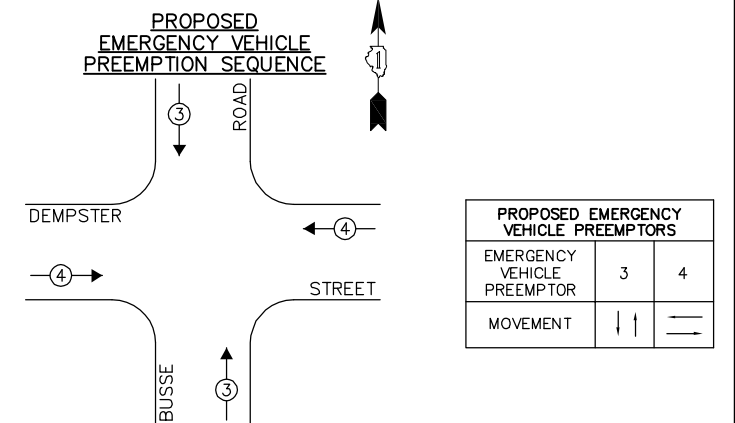 PROPOSED
EMERGENCY VEHICLE
PREEMPTION SEQUENCE
1
3
ROAD
DEMPSTER
4
4
STREET
BUSSE
3
PROPOSED EMERGENCY
VEHICLE PREEMPTORS
EMERGENCY
VEHICLE
PREEMPTOR
3
4
MOVEMENT